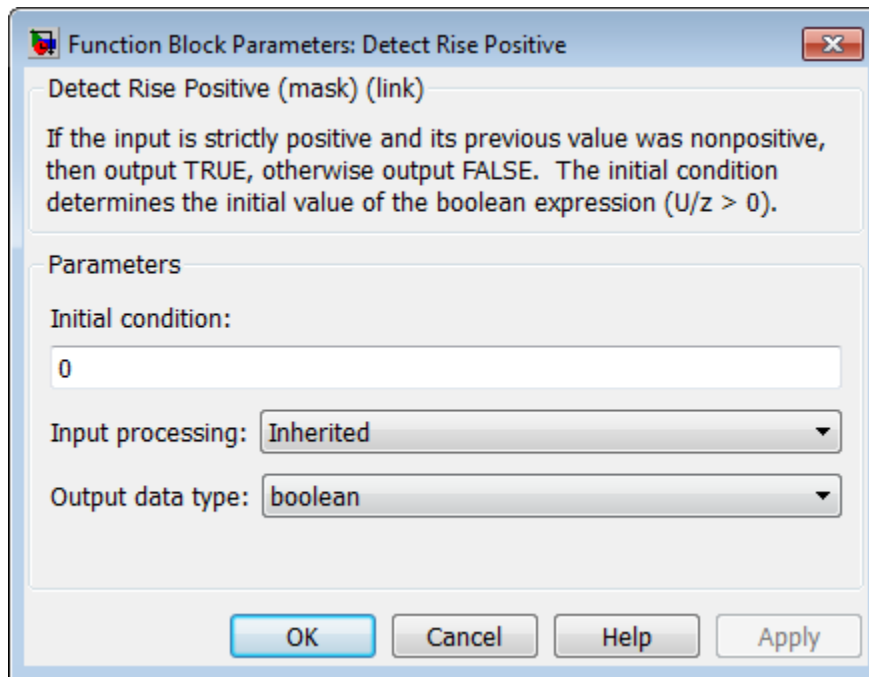 Function Block Parameters: Detect Rise Positive
Detect Rise Positive (mask) (link)
If the input is strictly positive and its previous value was nonpositive,
then output TRUE, otherwise output FALSE.  The initial condition
determines the initial value of the boolean expression (U/z > 0).
Parameters
Initial condition:
0
Input processing: Inherited
Output data type: boolean
OK Cancel Help Apply